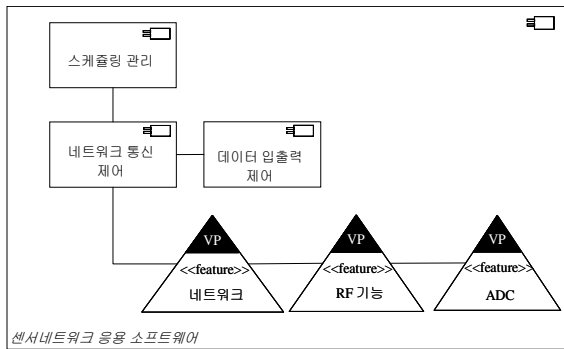 스케쥴링 관리
네트워크 통신
제어
데이터 입출력
제어
VP
<<feature>>
네트워크
VP
<<feature>>
RF 기능
VP
<<feature>>
ADC
센서네트워크 응용 소프트웨어